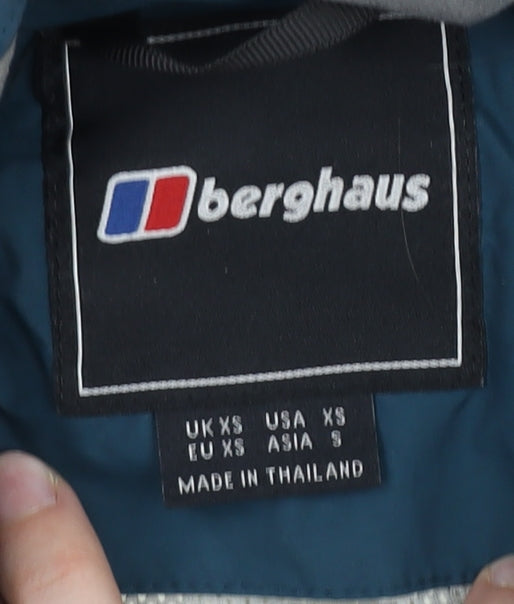 berghaus
UK XS USA XS
EU XS ASIA S
MADE IN THAILAND